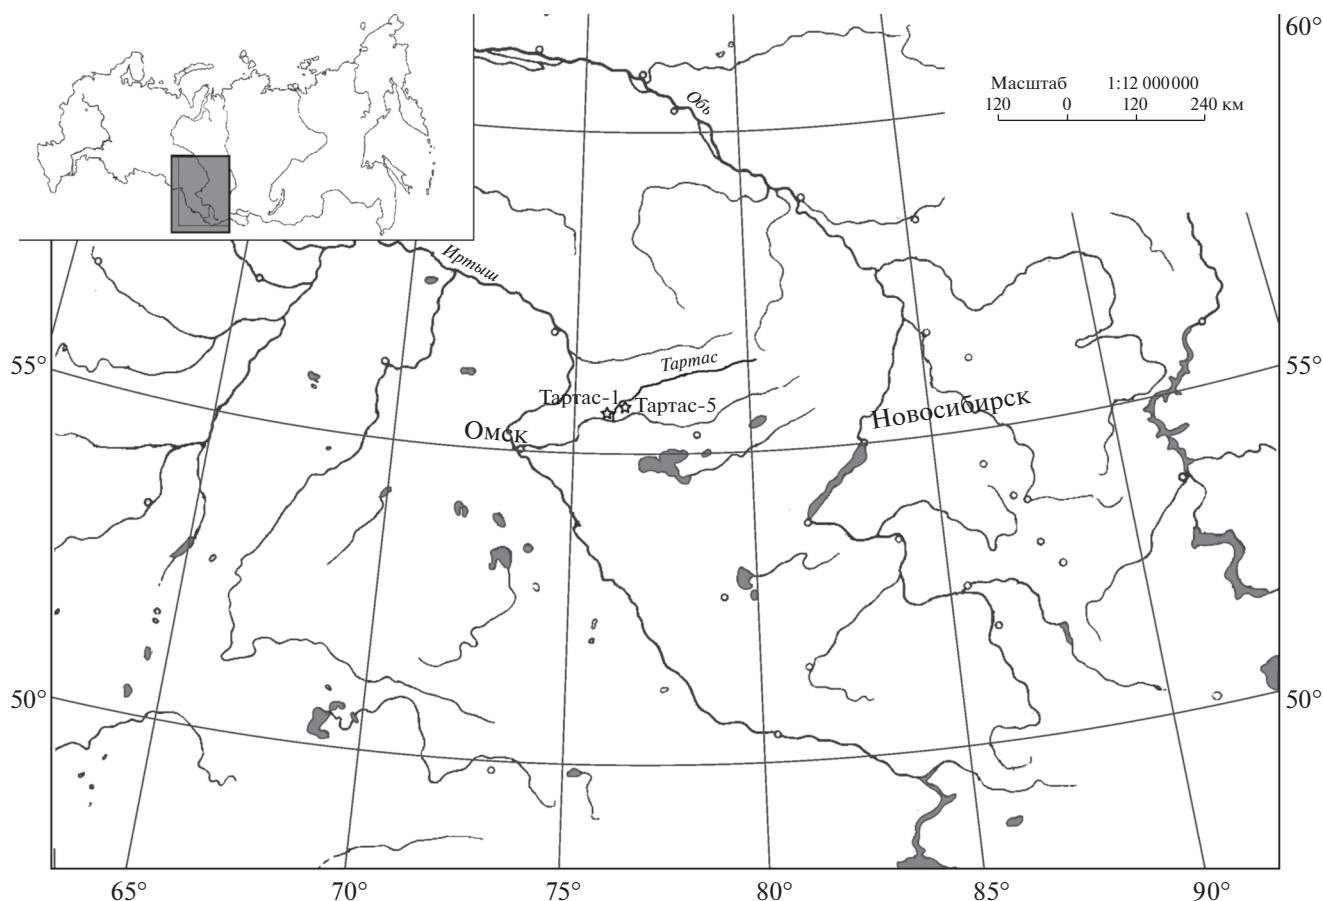 60°
Масштаб 1:12 000000
120 0 120 240 км
Обь
Иртыш
55°
55°
Тартас
Тартас-1
Тартас-5
Омск
Новосибирск
50°
50°
65° 70° 75° 80° 85° 90°